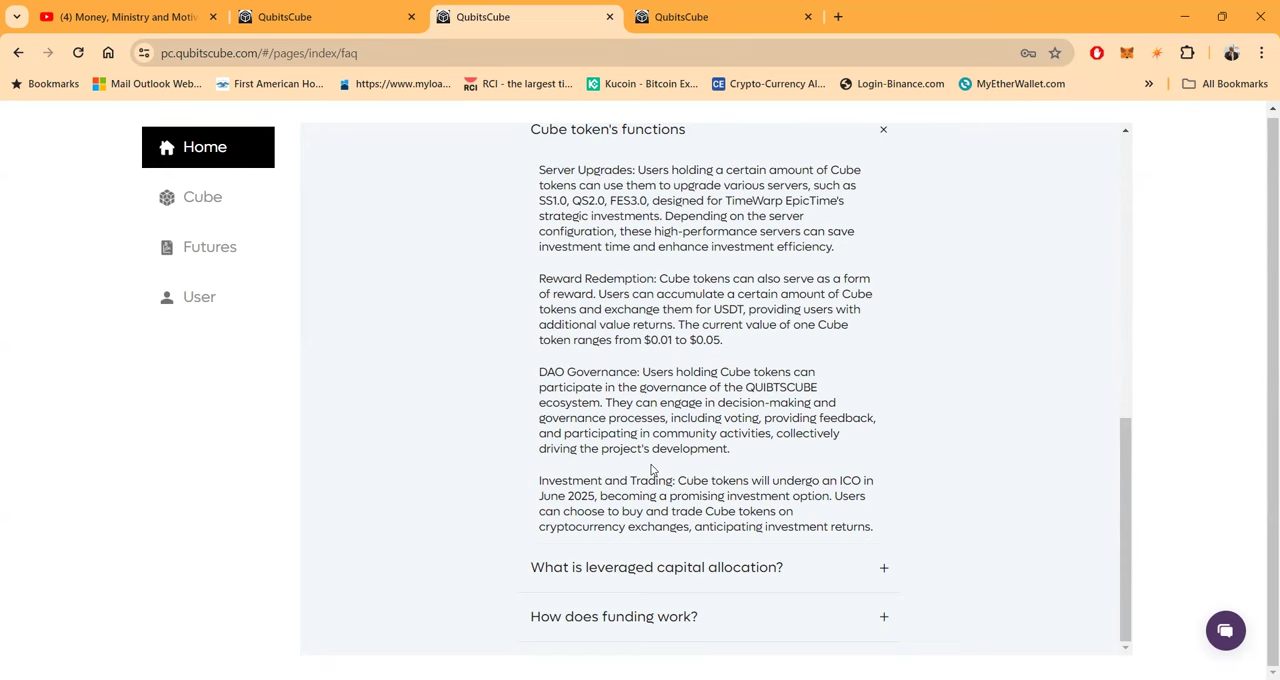 (4) Money, Ministry and Motiv
QubitsCube
QubitsCube
QubitsCube
pc.qubitscube.com/#/pages/index/faq
Bookmarks
Mail Outlook Web...
First American Ho...
https://www.myloa...
RCI - the largest ti...
Kucoin - Bitcoin Ex...
Crypto-Currency Al...
Login-Binance.com
MyEtherWallet.com
All Bookmarks
Home
Cube
Futures
User
Cube token's functions
Server Upgrades: Users holding a certain amount of Cube
tokens can use them to upgrade various servers, such as
SS1.0, QS2.0, FES3.0, designed for TimeWarp EpicTime's
strategic investments. Depending on the server
configuration, these high-performance servers can save
investment time and enhance investment efficiency.
Reward Redemption: Cube tokens can also serve as a form
of reward. Users can accumulate a certain amount of Cube
tokens and exchange them for USDT, providing users with
additional value returns. The current value of one Cube
token ranges from $0.01 to $0.05.
DAO Governance: Users holding Cube tokens can
participate in the governance of the QUIBTSCUBE
ecosystem. They can engage in decision-making and
governance processes, including voting, providing feedback,
and participating in community activities, collectively
driving the project's development.
Investment and Trading: Cube tokens will undergo an ICO in
June 2025, becoming a promising investment option. Users
can choose to buy and trade Cube tokens on
cryptocurrency exchanges, anticipating investment returns.
What is leveraged capital allocation?
How does funding work?